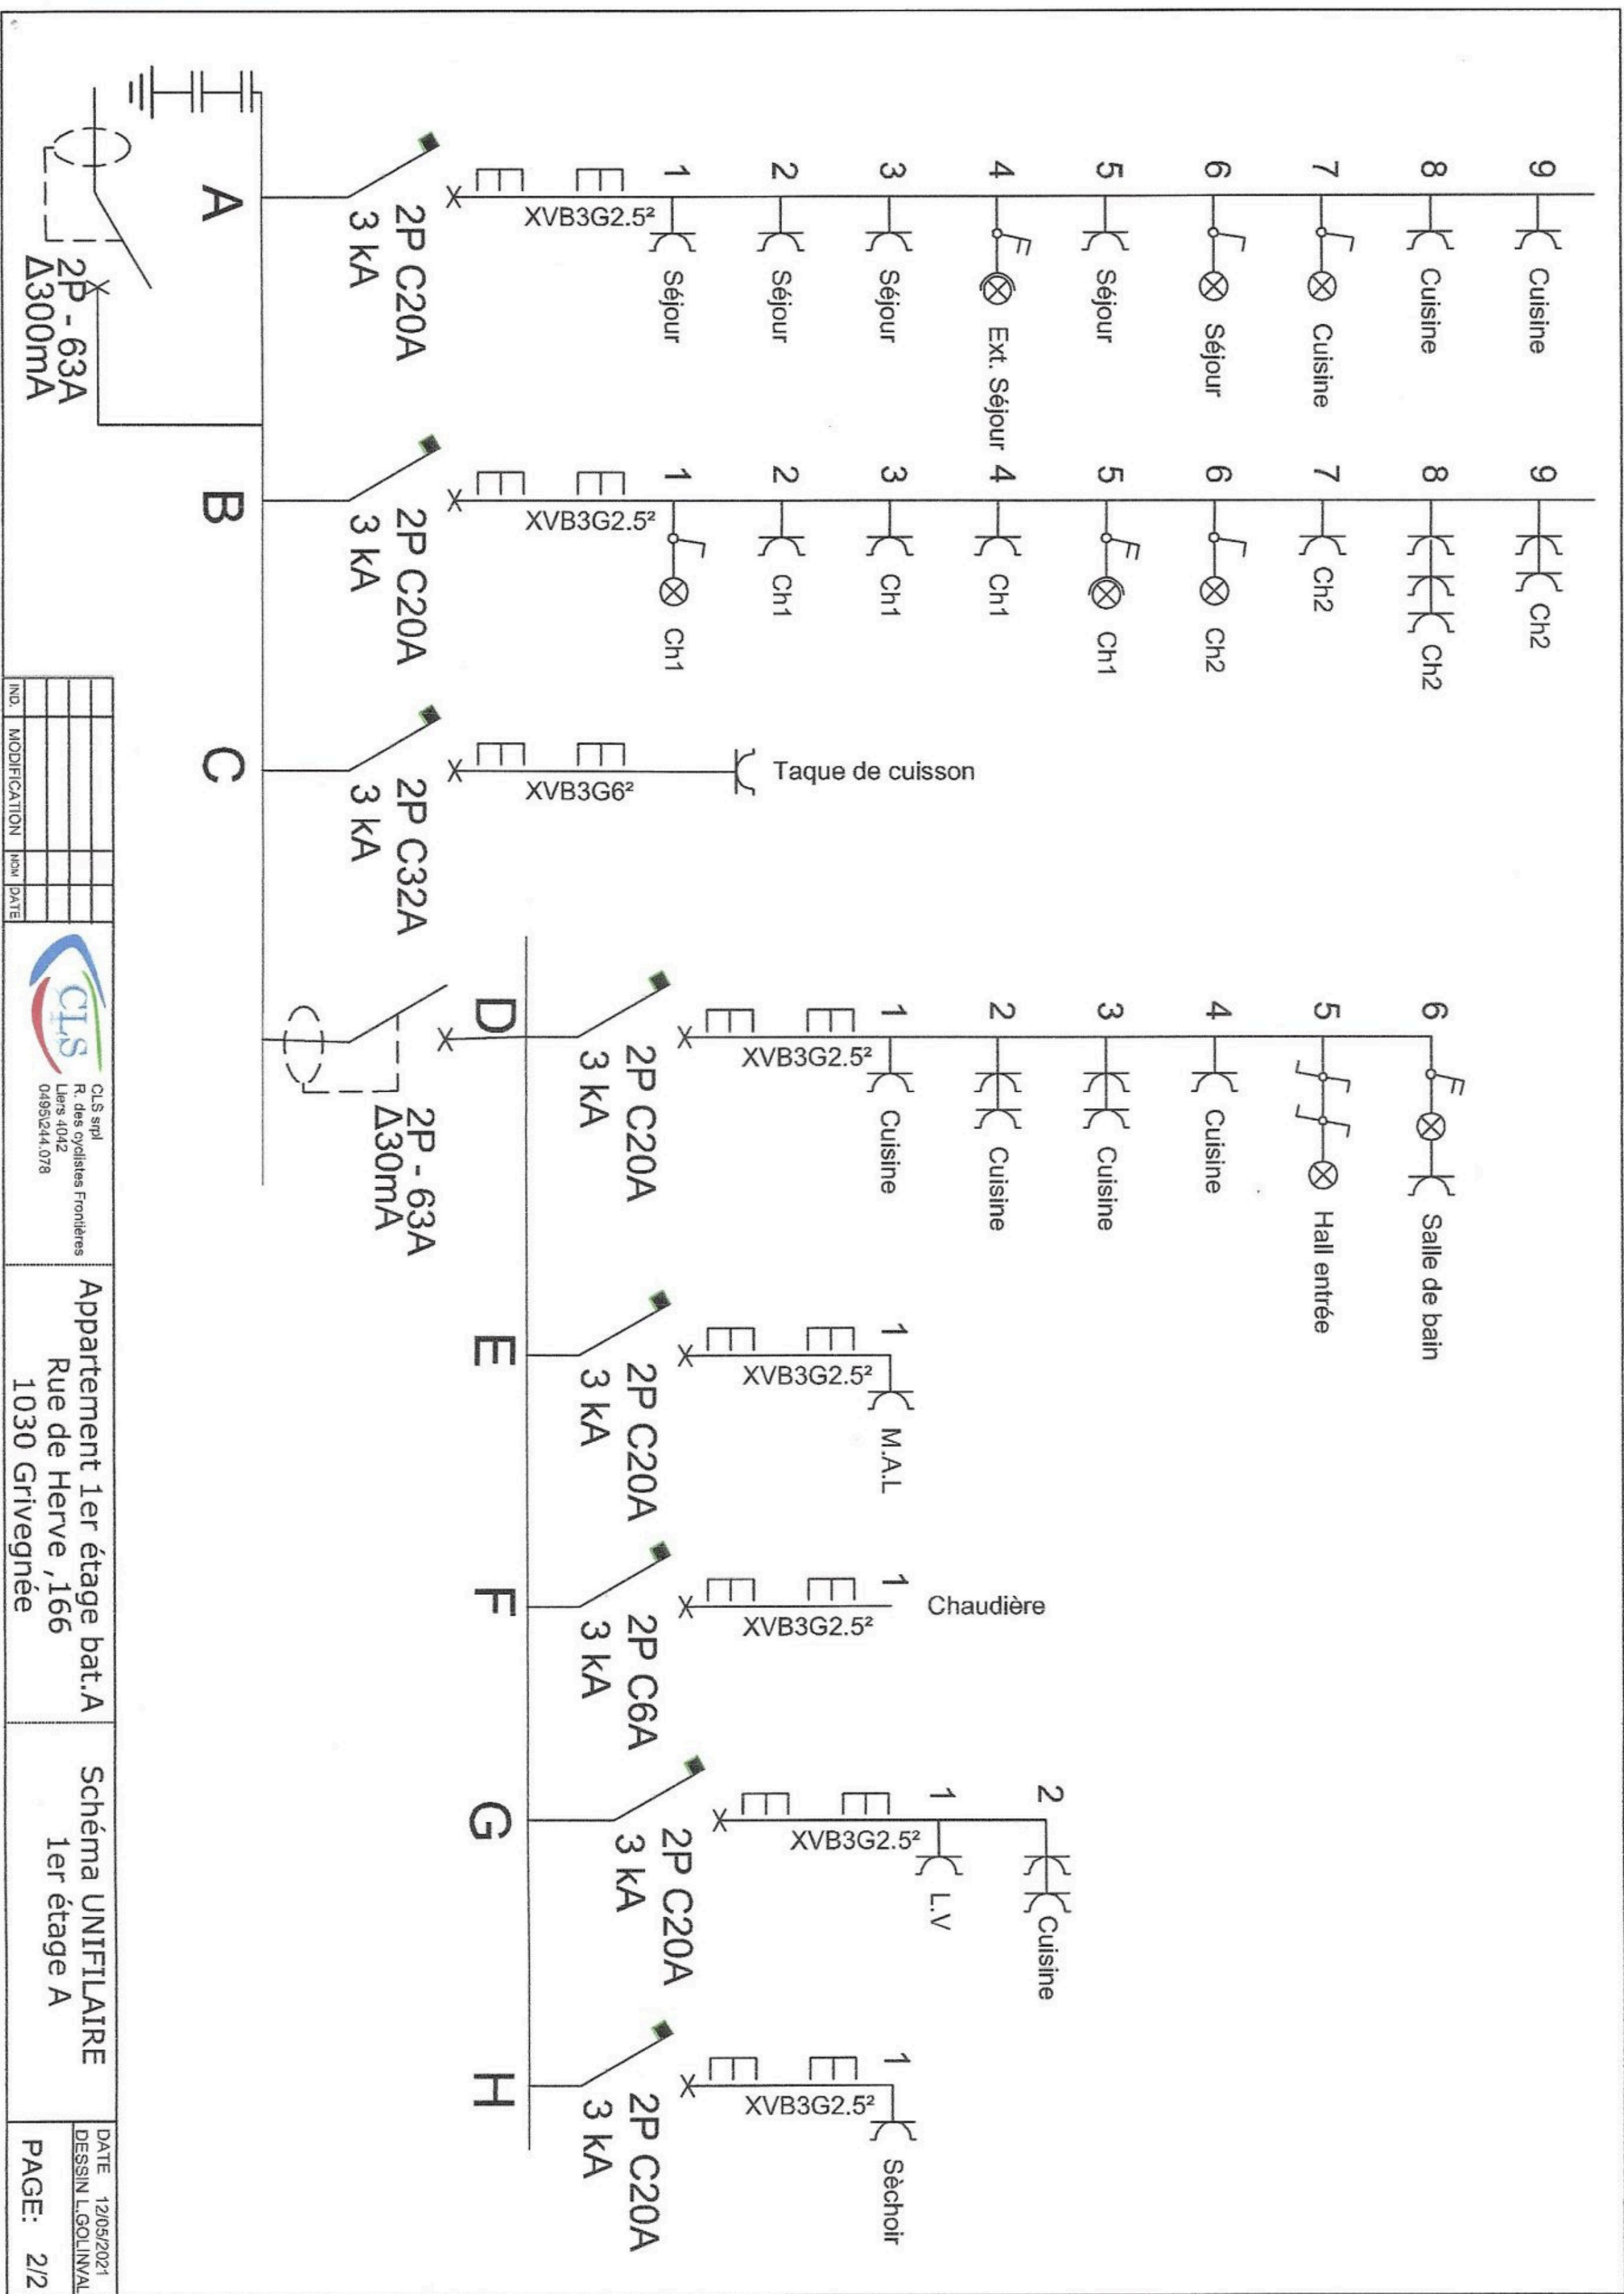 9
Cuisine
8
Cuisine
7
Cuisine
6
Séjour
5
Séjour
4
Ext. Séjour
3
Séjour
2
Séjour
1
Séjour
XVB3G2.5²
2P C20A
3 kA
A
2P - 63A
Δ300mA
9
Ch2
8
Ch2
7
Ch2
6
Ch2
5
Ch1
4
Ch1
3
Ch1
2
Ch1
1
Ch1
XVB3G2.5²
2P C20A
3 kA
B
Taque de cuisson
XVB3G6²
2P C32A
3 kA
C
6
Salle de bain
5
Hall entrée
4
Cuisine
3
Cuisine
2
Cuisine
1
Cuisine
XVB3G2.5²
2P C20A
3 kA
D
2P - 63A
Δ30mA
1
M.A.L
XVB3G2.5²
2P C20A
3 kA
E
1
Chaudière
XVB3G2.5²
2P C6A
3 kA
F
2
Cuisine
1
L.V
XVB3G2.5²
2P C20A
3 kA
G
1
Sèchoir
XVB3G2.5²
2P C20A
3 kA
H
IND. MODIFICATION NOM DATE
CLS
CLS srpl
R. des cyclistes Frontières
Liers 4042
0495\244.078
Appartement 1er étage bat.A
Rue de Herve ,166
1030 Grivegnée
Schéma UNIFILAIRE
1er étage A
DATE 12/05/2021
DESSIN L.GOLINVAL
PAGE: 2/2